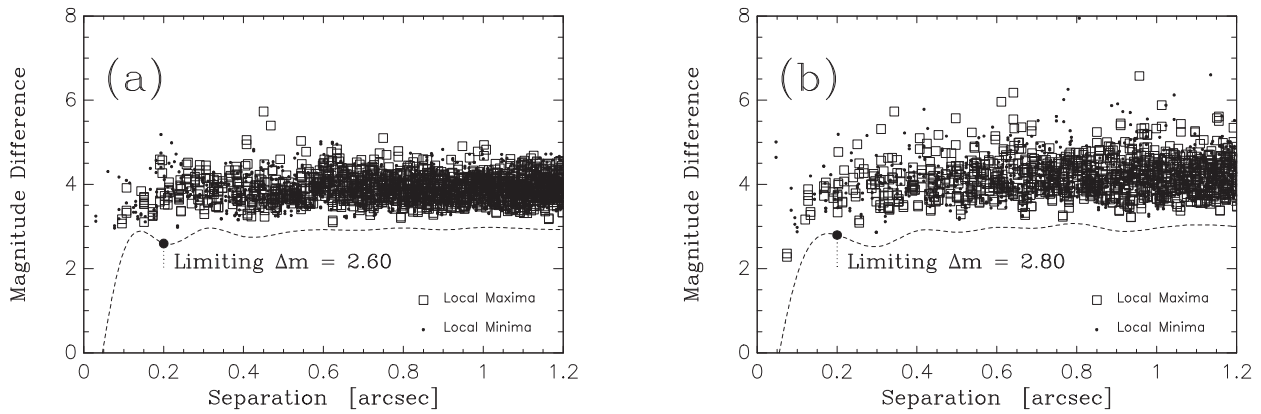 (a)
8
6
4
2
0
Magnitude Difference
Limiting Δm = 2.60
Local Maxima
Local Minima
0 0.2 0.4 0.6 0.8 1 1.2
Separation [arcsec]
(b)
8
6
4
2
0
Magnitude Difference
Limiting Δm = 2.80
Local Maxima
Local Minima
0 0.2 0.4 0.6 0.8 1 1.2
Separation [arcsec]